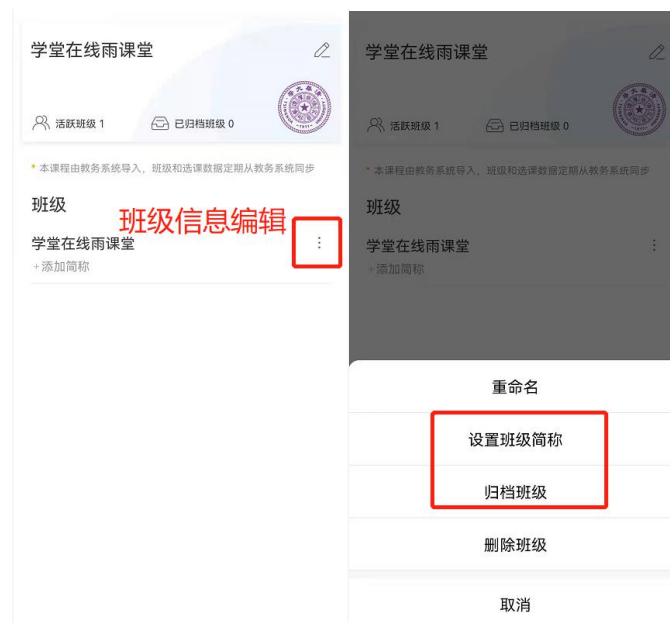 学堂在线雨课堂
活跃班级 1
已归档班级 0
* 本课程由教务系统导入，班级和选课数据定期从教务系统同步
班级
班级信息编辑
学堂在线雨课堂
+添加简称
学堂在线雨课堂
活跃班级 1
已归档班级 0
* 本课程由教务系统导入，班级和选课数据定期从教务系统同步
班级
学堂在线雨课堂
+添加简称
重命名
设置班级简称
归档班级
删除班级
取消